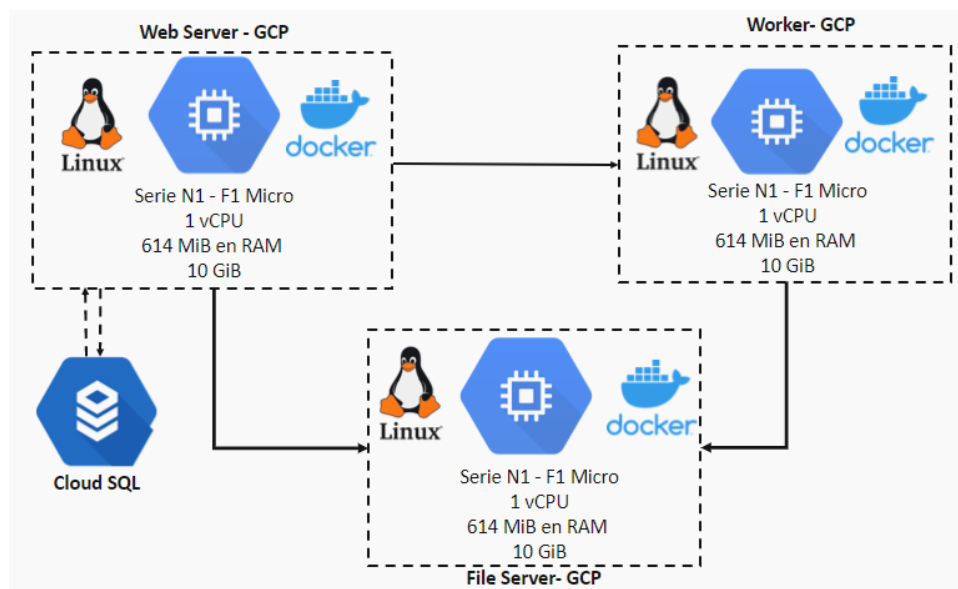 Web Server - GCP
Linux
docker
Serie N1 - F1 Micro
1 vCPU
614 MiB en RAM
10 GiB
Worker- GCP
Linux
docker
Serie N1 - F1 Micro
1 vCPU
614 MiB en RAM
10 GiB
Cloud SQL
Linux
docker
Serie N1 - F1 Micro
1 vCPU
614 MiB en RAM
10 GiB
File Server- GCP